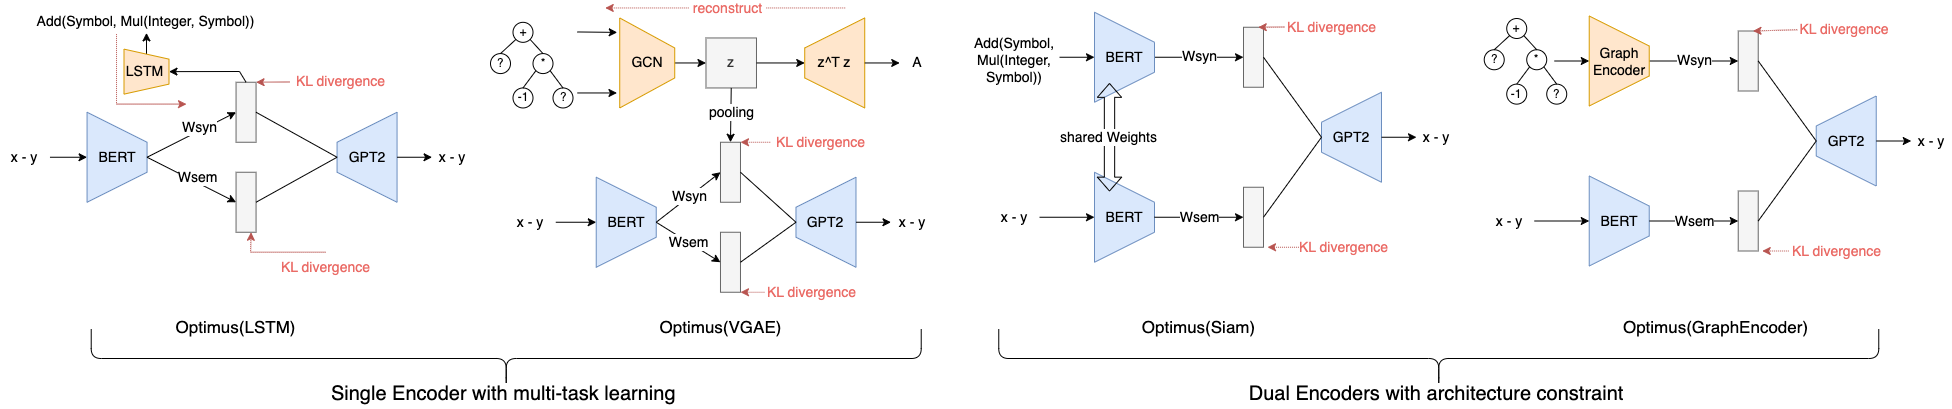 Add(Symbol, Mul(Integer, Symbol))
LSTM
KL divergence
Wsyn
x - y
BERT
GPT2
x - y
Wsem
KL divergence
Optimus(LSTM)
reconstruct
+
?
*
-1
?
GCN
z
z^T z
A
pooling
KL divergence
Wsyn
x - y
BERT
GPT2
x - y
Wsem
KL divergence
Optimus(VGAE)
Single Encoder with multi-task learning
Add(Symbol,
Mul(Integer,
Symbol))
BERT
Wsyn
KL divergence
shared Weights
GPT2
x - y
x - y
BERT
Wsem
KL divergence
Optimus(Siam)
+
?
*
-1
?
Graph
Encoder
Wsyn
KL divergence
GPT2
x - y
x - y
BERT
Wsem
KL divergence
Optimus(GraphEncoder)
Dual Encoders with architecture constraint